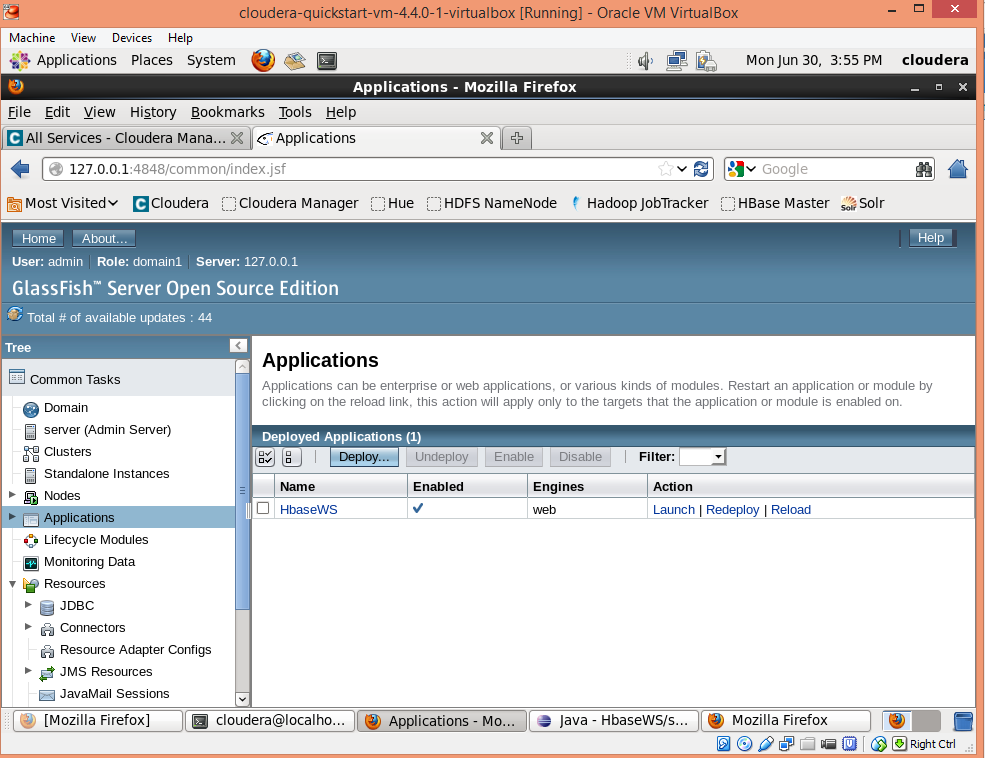 cloudera-quickstart-vm-4.4.0-1-virtualbox [Running] - Oracle VM VirtualBox
Machine View Devices Help
Applications Places System Mon Jun 30, 3:55 PM cloudera
Applications - Mozilla Firefox
File Edit View History Bookmarks Tools Help
C All Services - Cloudera Mana... Applications
127.0.0.1:4848/common/index.jsf Google
Most Visited C Cloudera Cloudera Manager Hue HDFS NameNode Hadoop JobTracker HBase Master Solr Solr
Home About... Help
User: admin Role: domain1 Server: 127.0.0.1
GlassFish™ Server Open Source Edition
Total # of available updates : 44
Tree
Common Tasks
Domain
server (Admin Server)
Clusters
Standalone Instances
Nodes
Applications
Lifecycle Modules
Monitoring Data
Resources
JDBC
Connectors
Resource Adapter Configs
JMS Resources
JavaMail Sessions
Applications
Applications can be enterprise or web applications, or various kinds of modules. Restart an application or module by
clicking on the reload link, this action will apply only to the targets that the application or module is enabled on.
Deployed Applications (1)
Deploy... Undeploy Enable Disable Filter:
Name Enabled Engines Action
HbaseWS web Launch | Redeploy | Reload
[Mozilla Firefox] cloudera@localho... Applications - Mo... Java - HbaseWS/s... Mozilla Firefox
Right Ctrl